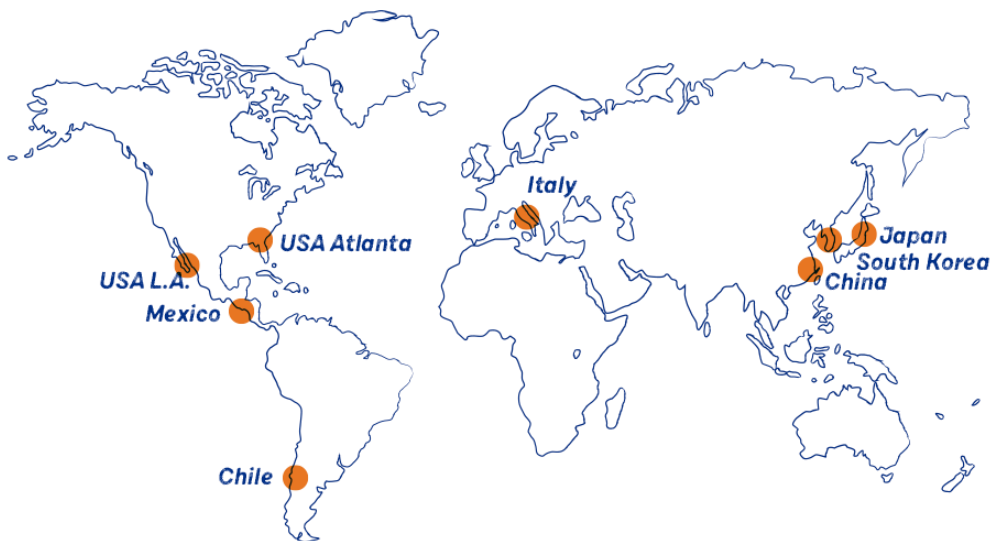 Italy
USA Atlanta
Japan
South Korea
USA L.A.
China
Mexico
Chile